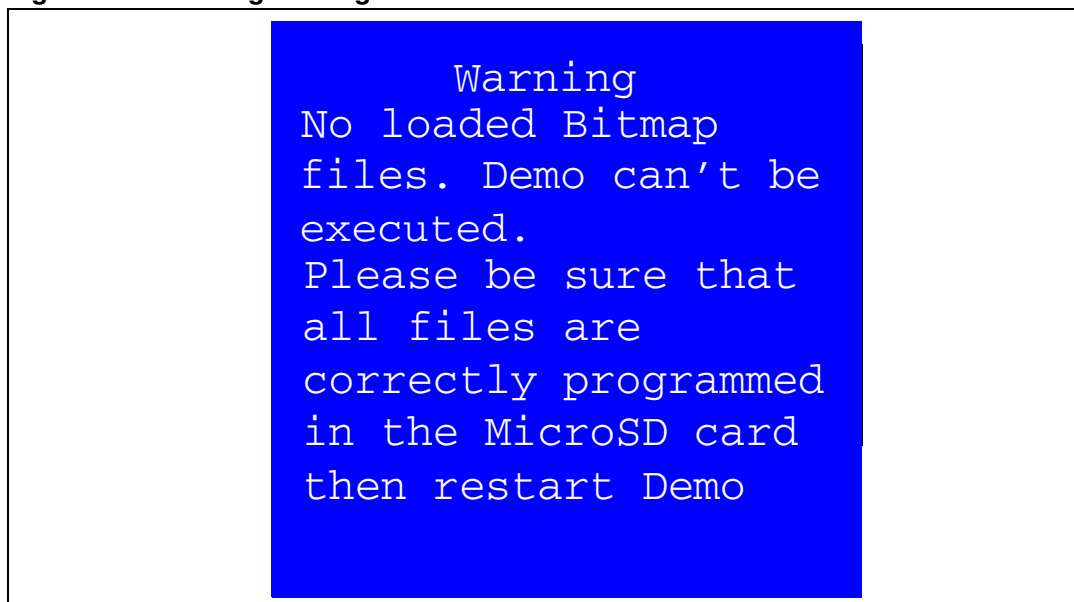 Warning
No loaded Bitmap
files. Demo can't be
executed.
Please be sure that
all files are
correctly programmed
in the MicroSD card
then restart Demo